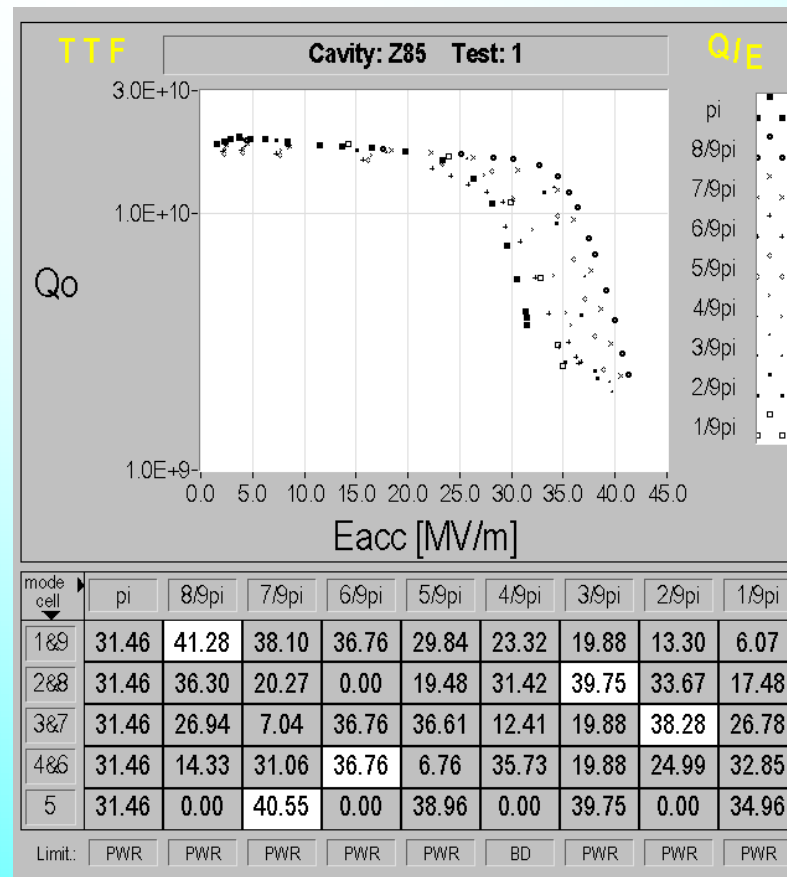 TTF Cavity: Z85 Test: 1 Q/E
3.0E+10
1.0E+10
1.0E+9
Qo
0.0 5.0 10.0 15.0 20.0 25.0 30.0 35.0 40.0 45.0
Eacc [MV/m]
pi
8/9pi
7/9pi
6/9pi
5/9pi
4/9pi
3/9pi
2/9pi
1/9pi
mode
cell
pi 8/9pi 7/9pi 6/9pi 5/9pi 4/9pi 3/9pi 2/9pi 1/9pi
1&9 31.46 41.28 38.10 36.76 29.84 23.32 19.88 13.30 6.07
2&8 31.46 36.30 20.27 0.00 19.48 31.42 39.75 33.67 17.48
3&7 31.46 26.94 7.04 36.76 36.61 12.41 19.88 38.28 26.78
4&6 31.46 14.33 31.06 36.76 6.76 35.73 19.88 24.99 32.85
5 31.46 0.00 40.55 0.00 38.96 0.00 39.75 0.00 34.96
Limit.: PWR PWR PWR PWR PWR BD PWR PWR PWR